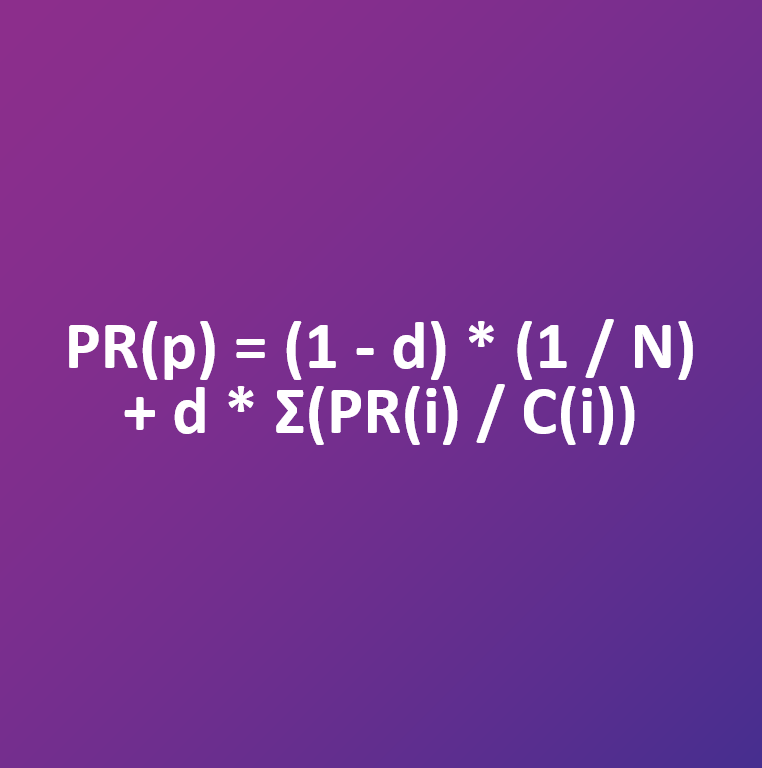 PR(p) = (1 - d) * (1 / N)
+ d * Σ(PR(i) / C(i))